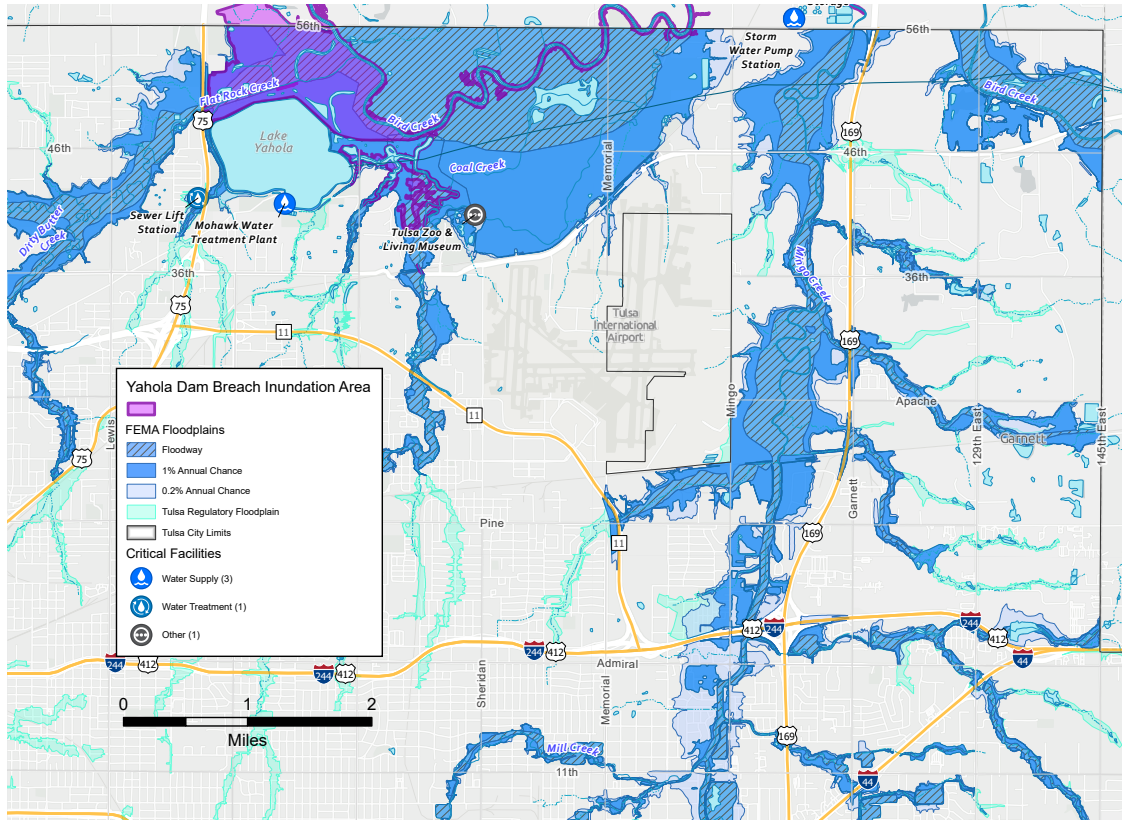 56th
Storm
Water Pump
Station
56th
Flat Rock Creek
Bird Creek
Bird Creek
75
Lake
Yahola
169
46th
46th
Coal Creek
Memorial
Sewer Lift
Station
Mohawk Water
Treatment Plant
Tulsa Zoo &
Living Museum
Dirty Butter
Creek
Mingo Creek
36th
36th
75
11
Tulsa
International
Airport
169
Yahola Dam Breach Inundation Area
FEMA Floodplains
Floodway
1% Annual Chance
0.2% Annual Chance
Tulsa Regulatory Floodplain
Tulsa City Limits
Critical Facilities
Water Supply (3)
Water Treatment (1)
Other (1)
Lewis
75
11
Mingo
Apache
Garnett
129th East
145th East
Garnett
Pine
169
11
244
412
244
412
244
412
412
244
244
412
44
Admiral
Sheridan
Memorial
0 1 2
Miles
169
Mill Creek
11th
44